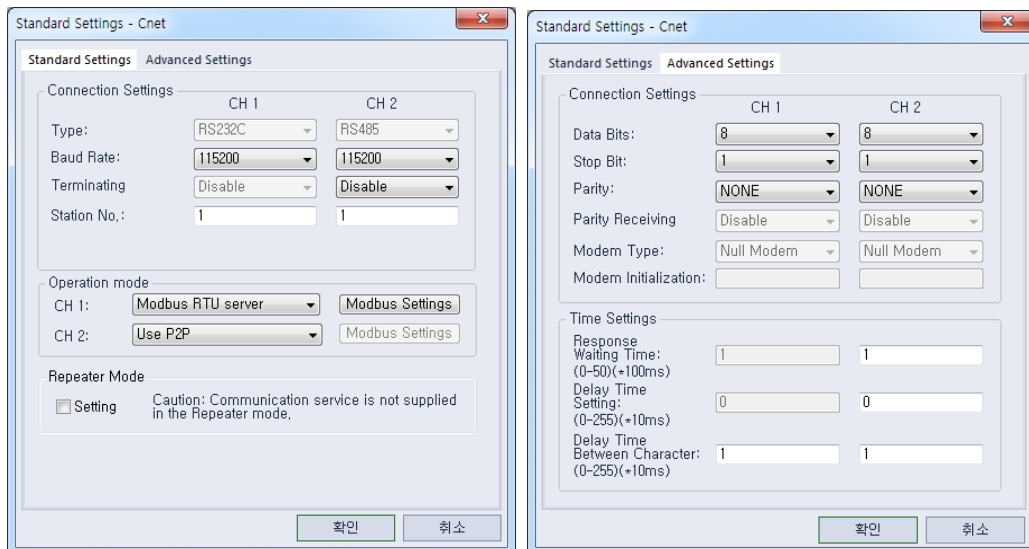 Standard Settings - Cnet
Standard Settings Advanced Settings
Connection Settings
CH 1 CH 2
Type: RS232C RS485
Baud Rate: 115200 115200
Terminating Disable Disable
Station No.: 1 1
Operation mode
CH 1: Modbus RTU server Modbus Settings
CH 2: Use P2P Modbus Settings
Repeater Mode
Setting Caution: Communication service is not supplied
in the Repeater mode.
확인 취소
Standard Settings - Cnet
Standard Settings Advanced Settings
Connection Settings
CH 1 CH 2
Data Bits: 8 8
Stop Bit: 1 1
Parity: NONE NONE
Parity Receiving Disable Disable
Modem Type: Null Modem Null Modem
Modem Initialization:
Time Settings
Response
Waiting Time: 1 1
(0-50)(*100ms)
Delay Time
Setting: 0 0
(0-255)(*10ms)
Delay Time
Between Character: 1 1
(0-255)(*10ms)
확인 취소